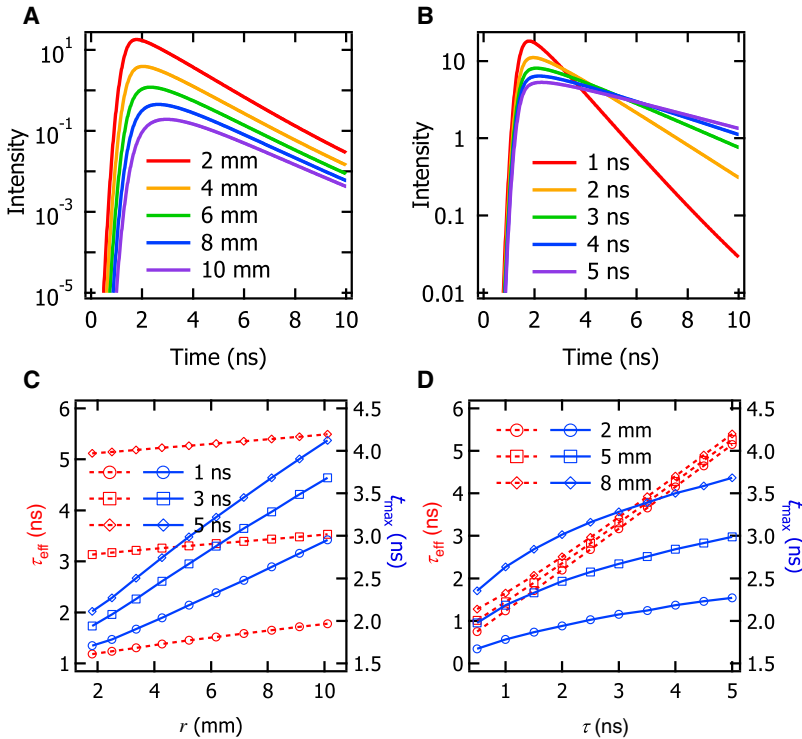 A
Intensity
10^1
10^-1
10^-3
10^-5
2 mm
4 mm
6 mm
8 mm
10 mm
0 2 4 6 8 10
Time (ns)
B
Intensity
10
1
0.1
0.01
1 ns
2 ns
3 ns
4 ns
5 ns
0 2 4 6 8 10
Time (ns)
C
τeff (ns)
6
5
4
3
2
1
1 ns
3 ns
5 ns
4.5
4.0
3.5
3.0
2.5
2.0
1.5
tmax (ns)
2 4 6 8 10
r (mm)
D
τeff (ns)
6
5
4
3
2
1
0
2 mm
5 mm
8 mm
4.5
4.0
3.5
3.0
2.5
2.0
1.5
tmax (ns)
1 2 3 4 5
τ (ns)